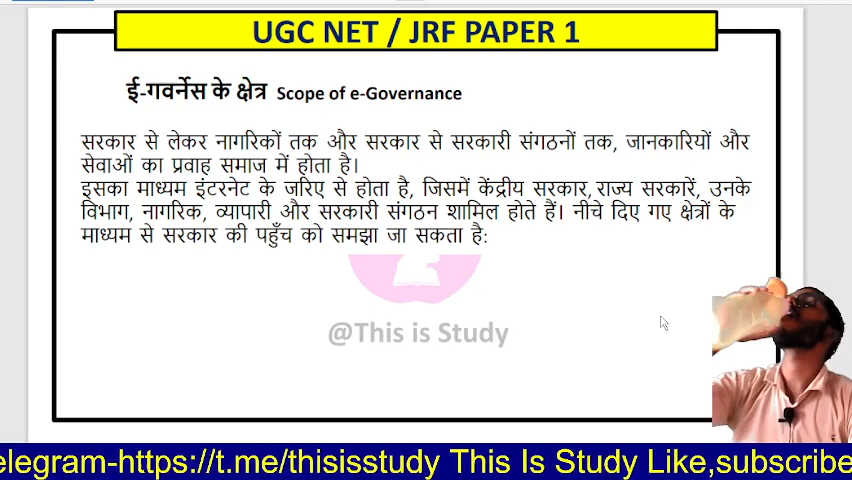 UGC NET / JRF PAPER 1
ई-गवर्नेस के क्षेत्र Scope of e-Governance
सरकार से लेकर नागरिकों तक और सरकार से सरकारी संगठनों तक, जानकारियों और
सेवाओं का प्रवाह समाज में होता है।
इसका माध्यम इंटरनेट के जरिए से होता है, जिसमें केंद्रीय सरकार, राज्य सरकारें, उनके
विभाग, नागरिक, व्यापारी और सरकारी संगठन शामिल होते हैं। नीचे दिए गए क्षेत्रों के
माध्यम से सरकार की पहुँच को समझा जा सकता है:
@This is Study
elegram-https://t.me/thisisstudy This Is Study Like,subscribe